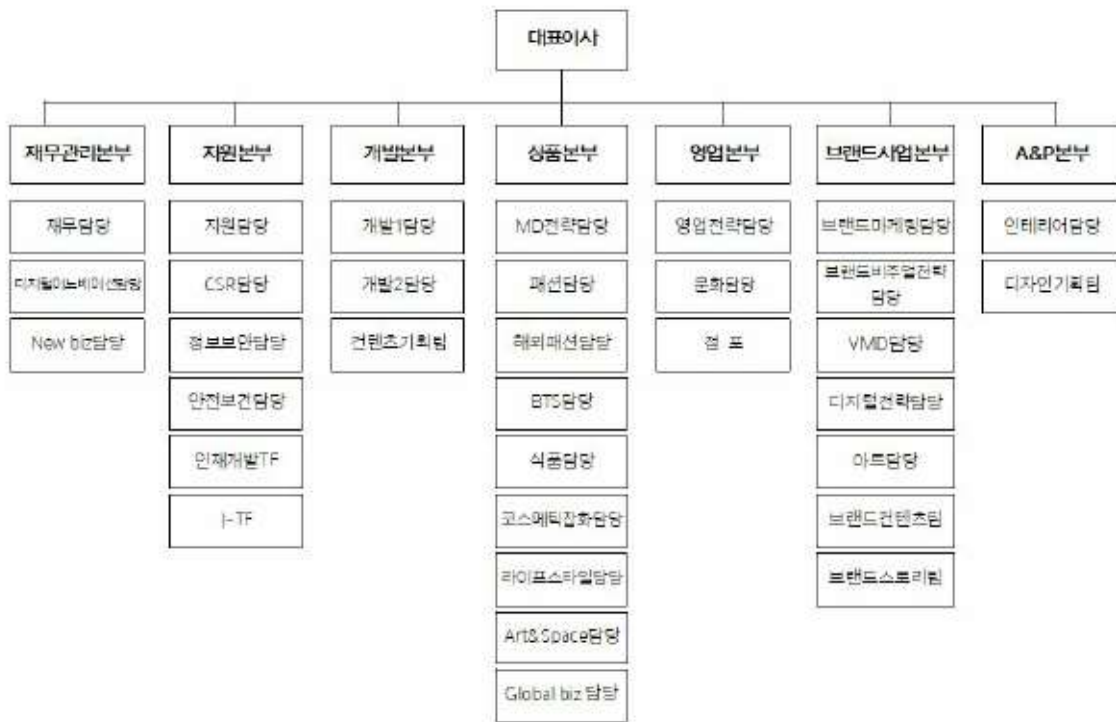 대표이사
재무관리본부
지원본부
개발본부
상품본부
영업본부
브랜드사업본부
A&P본부
재무담당
지원담당
개발1담당
MD전략담당
영업전략담당
브랜드마케팅담당
인테리어담당
디지털이노베이션담당
CSR담당
개발2담당
패션담당
문화담당
브랜드비주얼전략
담당
디자인기획팀
New biz담당
정보보안담당
컨텐츠기획팀
해외패션담당
점 포
VMD담당
안전보건담당
BTS담당
디지털전략담당
인재개발TF
식품담당
아트담당
코스메틱잡화담당
브랜드컨텐츠팀
라이프스타일담당
브랜드스토리팀
Art&Space담당
Global biz 담당